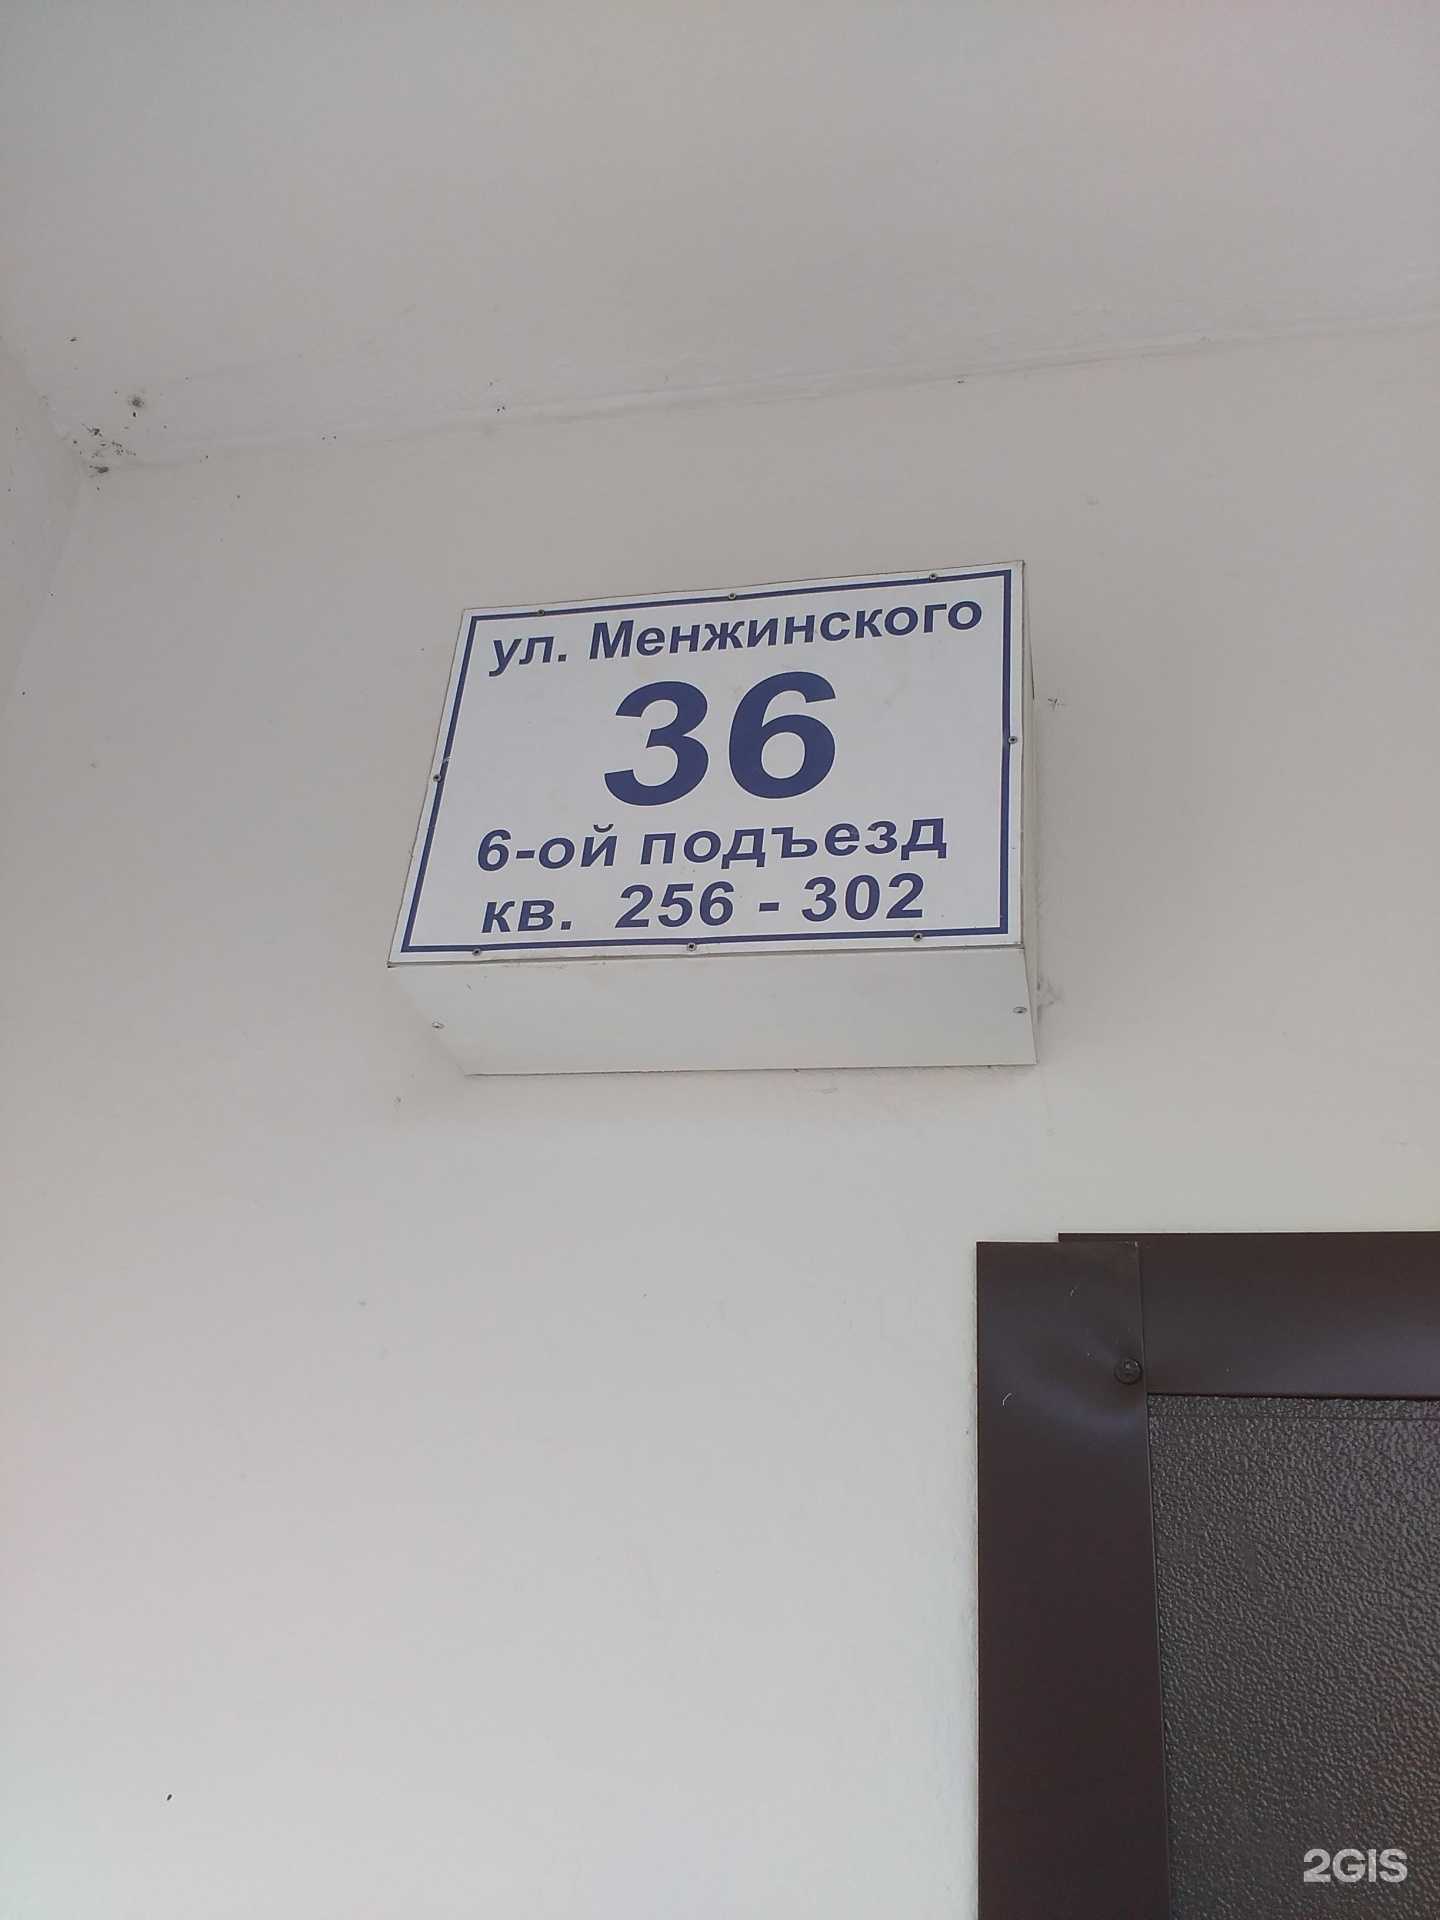 ул. Менжинского
36
6-ой подъезд
кв. 256 - 302
2GIS